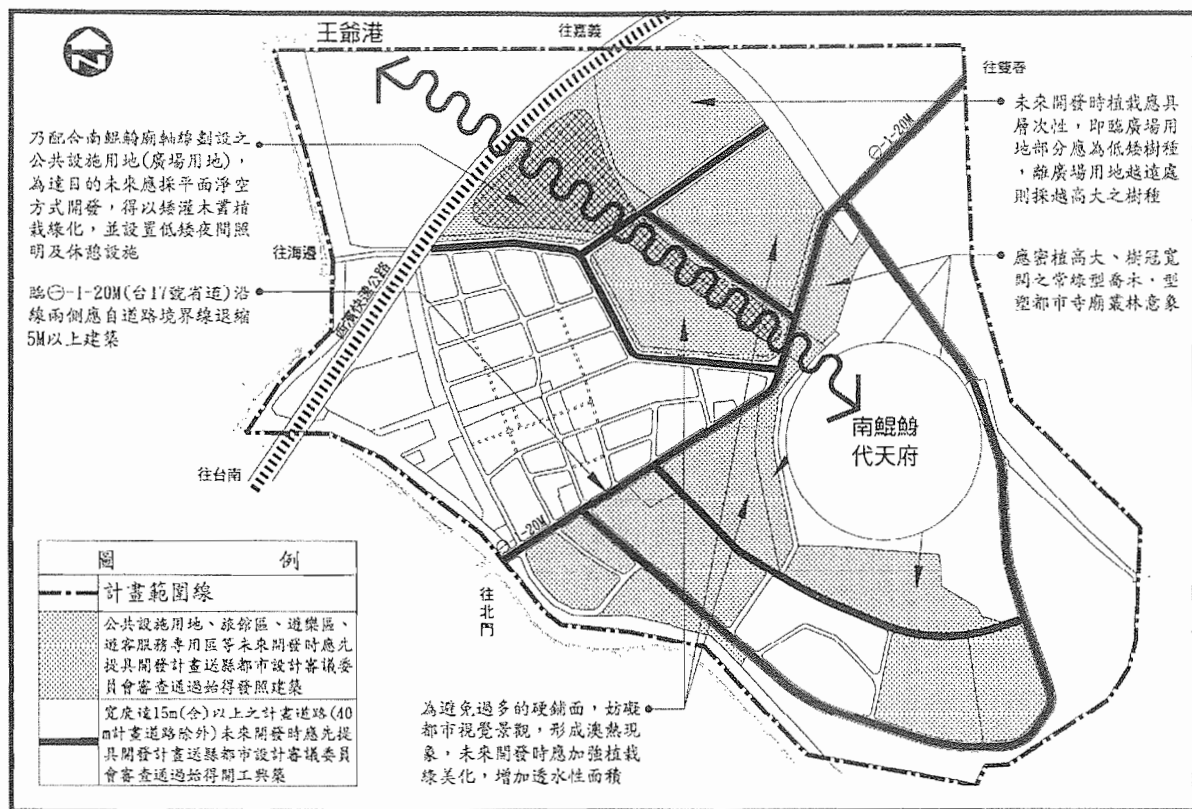 N
王爺港
往嘉義
往雙春
乃配合南鯤鯓廟軸線劃設之
公共設施用地(廣場用地),
為達目的未來應採平面淨空
方式開發,得以矮灌木叢植
栽綠化,並設置低矮夜間照
明及休憩設施
未來開發時植栽應具
層次性,即臨廣場用
地部分應為低矮樹種
,離廣場用地越遠處
則採越高大之樹種
㊀-1-20M
往海邊
西濱快速公路
臨㊀-1-20M(台17號省道)沿
線兩側應自道路境界線退縮
5M以上建築
應密植高大、樹冠寬
闊之常綠型喬木,型
塑都市寺廟叢林意象
南鯤鯓
代天府
往台南
㊀-1-20M
往北門
圖 例
計畫範圍線
公共設施用地、旅館區、遊樂區、
遊客服務專用區等未來開發時應先
提具開發計畫送縣都市設計審議委
員會審查通過始得發照建築
寬度達15m(含)以上之計畫道路(40
m計畫道路除外)未來開發時應先提
具開發計畫送縣都市設計審議委員
會審查通過始得開工興築
為避免過多的硬鋪面,妨礙
都市視覺景觀,形成澳熱現
象,未來開發時應加強植栽
綠美化,增加透水性面積